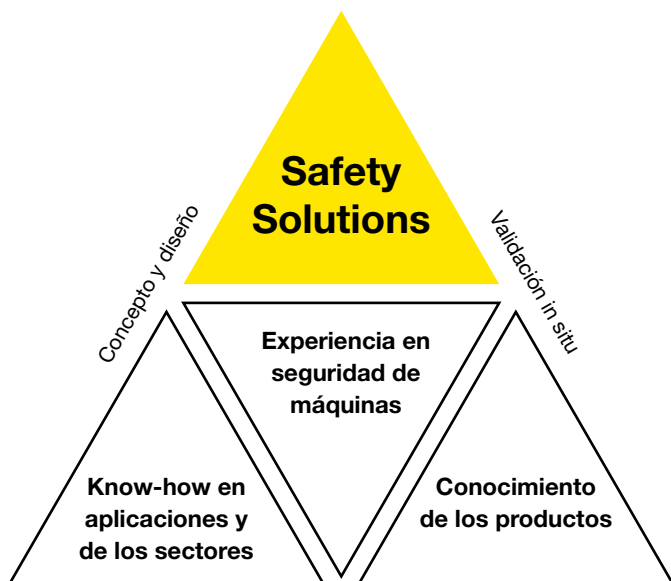 Safety
Solutions
Concepto y diseño
Validación in situ
Experiencia en
seguridad de
máquinas
Know-how en
aplicaciones y
de los sectores
Conocimiento
de los productos